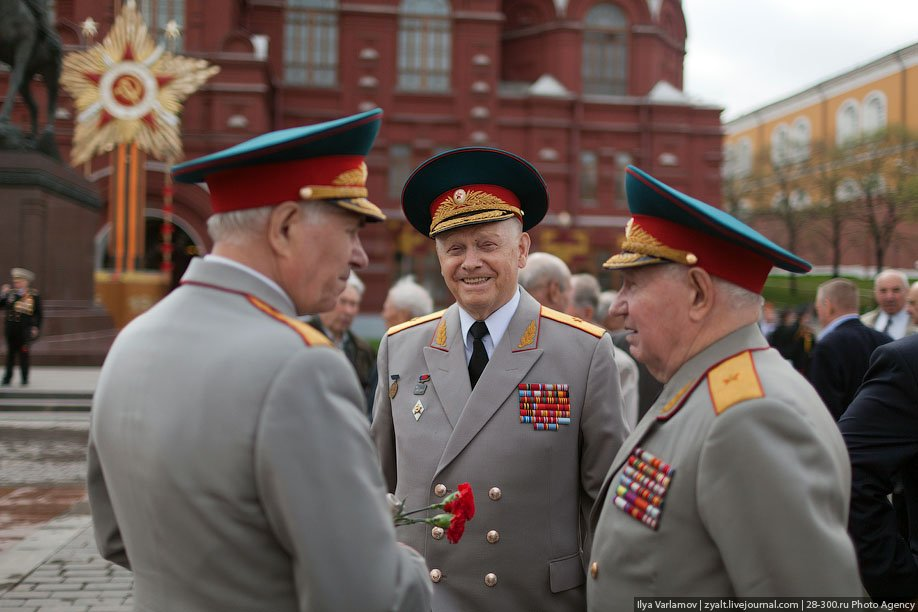 Ilya Varlamov | zyalt.livejournal.com | 28-300.ru Photo Agency